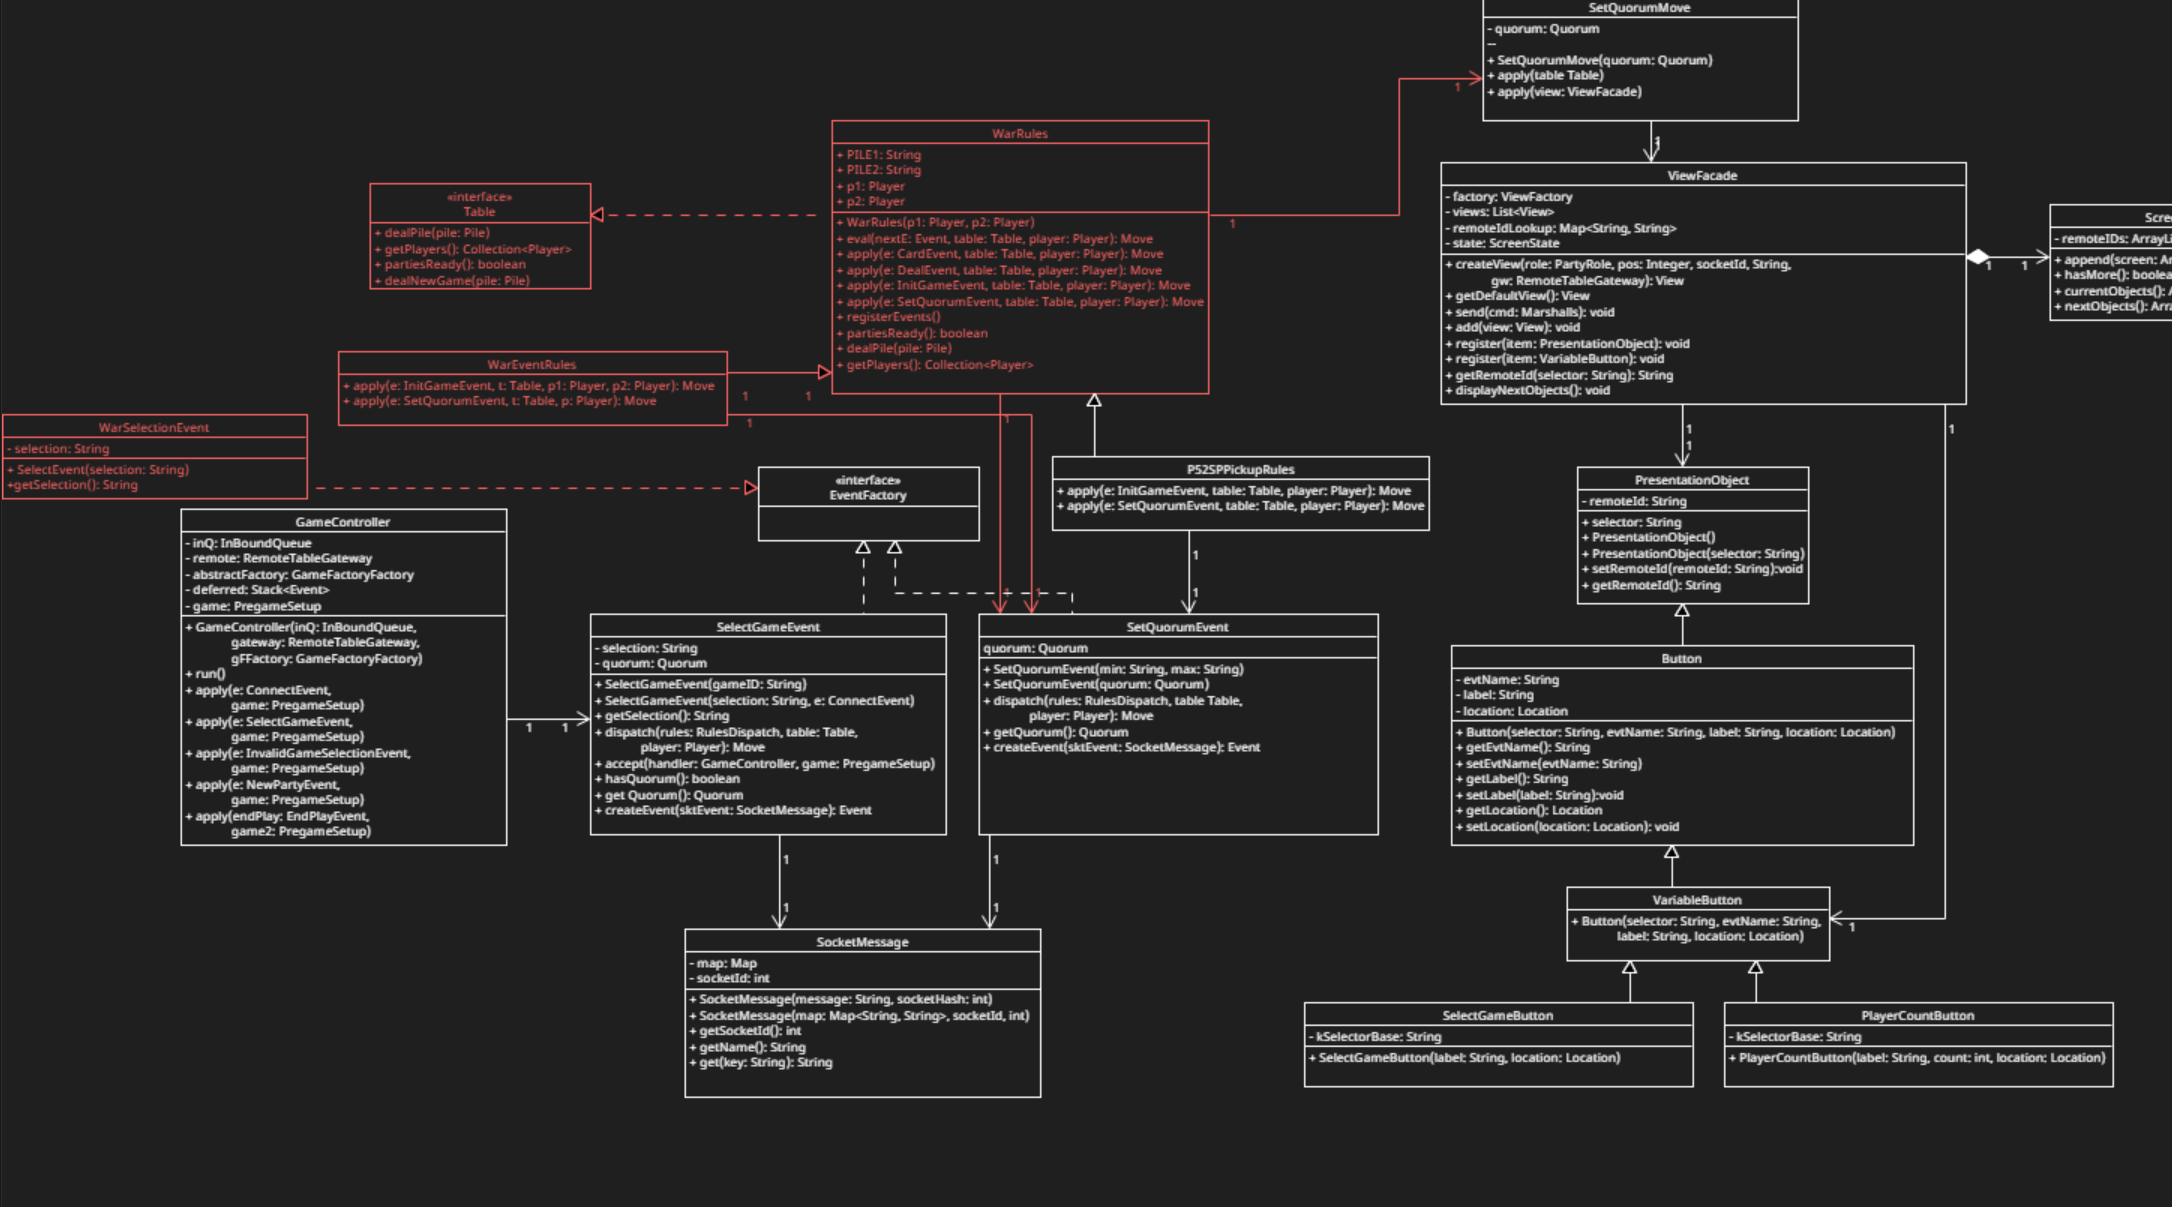 SetQuorumMove
- quorum: Quorum
--
+ SetQuorumMove(quorum: Quorum)
+ apply(table Table)
+ apply(view: ViewFacade)
1
1
WarRules
+ PILE1: String
+ PILE2: String
+ p1: Player
+ p2: Player
+ WarRules(p1: Player, p2: Player)
+ eval(nextE: Event, table: Table, player: Player): Move
+ apply(e: CardEvent, table: Table, player: Player): Move
+ apply(e: DealEvent, table: Table, player: Player): Move
+ apply(e: InitGameEvent, table: Table, player: Player): Move
+ apply(e: SetQuorumEvent, table: Table, player: Player): Move
+ registerEvents()
+ partiesReady(): boolean
+ dealPile(pile: Pile)
+ getPlayers(): Collection<Player>
1
«interface»
Table
+ dealPile(pile: Pile)
+ getPlayers(): Collection<Player>
+ partiesReady(): boolean
+ dealNewGame(pile: Pile)
ViewFacade
- factory: ViewFactory
- views: List<View>
- remoteIdLookup: Map<String, String>
- state: ScreenState
+ createView(role: PartyRole, pos: Integer, socketId, String,
gw: RemoteTableGateway): View
+ getDefaultView(): View
+ send(cmd: Marshalls): void
+ add(view: View): void
+ register(item: PresentationObject): void
+ register(item: VariableButton): void
+ getRemoteId(selector: String): String
+ displayNextObjects(): void
1
1
- remoteIDs:
+ append(screen:
+ hasMore():
+ currentObjects():
+ nextObjects():
WarEventRules
+ apply(e: InitGameEvent, t: Table, p1: Player, p2: Player): Move
+ apply(e: SetQuorumEvent, t: Table, p: Player): Move
1
1
1
1
WarSelectionEvent
- selection: String
+ SelectEvent(selection: String)
+getSelection(): String
«interface»
EventFactory
P52SPPickupRules
+ apply(e: InitGameEvent, table: Table, player: Player): Move
+ apply(e: SetQuorumEvent, table: Table, player: Player): Move
1
1
1
1
1
1
1
PresentationObject
- remoteId: String
+ selector: String
+ PresentationObject()
+ PresentationObject(selector: String)
+ setRemoteId(remoteId: String):void
+ getRemoteId(): String
GameController
- inQ: InBoundQueue
- remote: RemoteTableGateway
- abstractFactory: GameFactoryFactory
- deferred: Stack<Event>
- game: PregameSetup
+ GameController(inQ: InBoundQueue,
gateway: RemoteTableGateway,
gFFactory: GameFactoryFactory)
+ run()
+ apply(e: ConnectEvent,
game: PregameSetup)
+ apply(e: SelectGameEvent,
game: PregameSetup)
+ apply(e: InvalidGameSelectionEvent,
game: PregameSetup)
+ apply(e: NewPartyEvent,
game: PregameSetup)
+ apply(endPlay: EndPlayEvent,
game2: PregameSetup)
1
1
SelectGameEvent
- selection: String
- quorum: Quorum
+ SelectGameEvent(gameID: String)
+ SelectGameEvent(selection: String, e: ConnectEvent)
+ getSelection(): String
+ dispatch(rules: RulesDispatch, table: Table,
player: Player): Move
+ accept(handler: GameController, game: PregameSetup)
+ hasQuorum(): boolean
+ get Quorum(): Quorum
+ createEvent(sktEvent: SocketMessage): Event
SetQuorumEvent
quorum: Quorum
+ SetQuorumEvent(min: String, max: String)
+ SetQuorumEvent(quorum: Quorum)
+ dispatch(rules: RulesDispatch, table Table,
player: Player): Move
+ getQuorum(): Quorum
+ createEvent(sktEvent: SocketMessage): Event
Button
- evtName: String
- label: String
- location: Location
+ Button(selector: String, evtName: String, label: String, location: Location)
+ getEvtName(): String
+ setEvtName(evtName: String)
+ getLabel(): String
+ setLabel(label: String):void
+ getLocation(): Location
+ setLocation(location: Location): void
1
1
1
1
SocketMessage
- map: Map
- socketId: int
+ SocketMessage(message: String, socketHash: int)
+ SocketMessage(map: Map<String, String>, socketId, int)
+ getSocketId(): int
+ getName(): String
+ get(key: String): String
VariableButton
+ Button(selector: String, evtName: String,
label: String, location: Location)
1
SelectGameButton
- kSelectorBase: String
+ SelectGameButton(label: String, location: Location)
PlayerCountButton
- kSelectorBase: String
+ PlayerCountButton(label: String, count: int, location: Location)